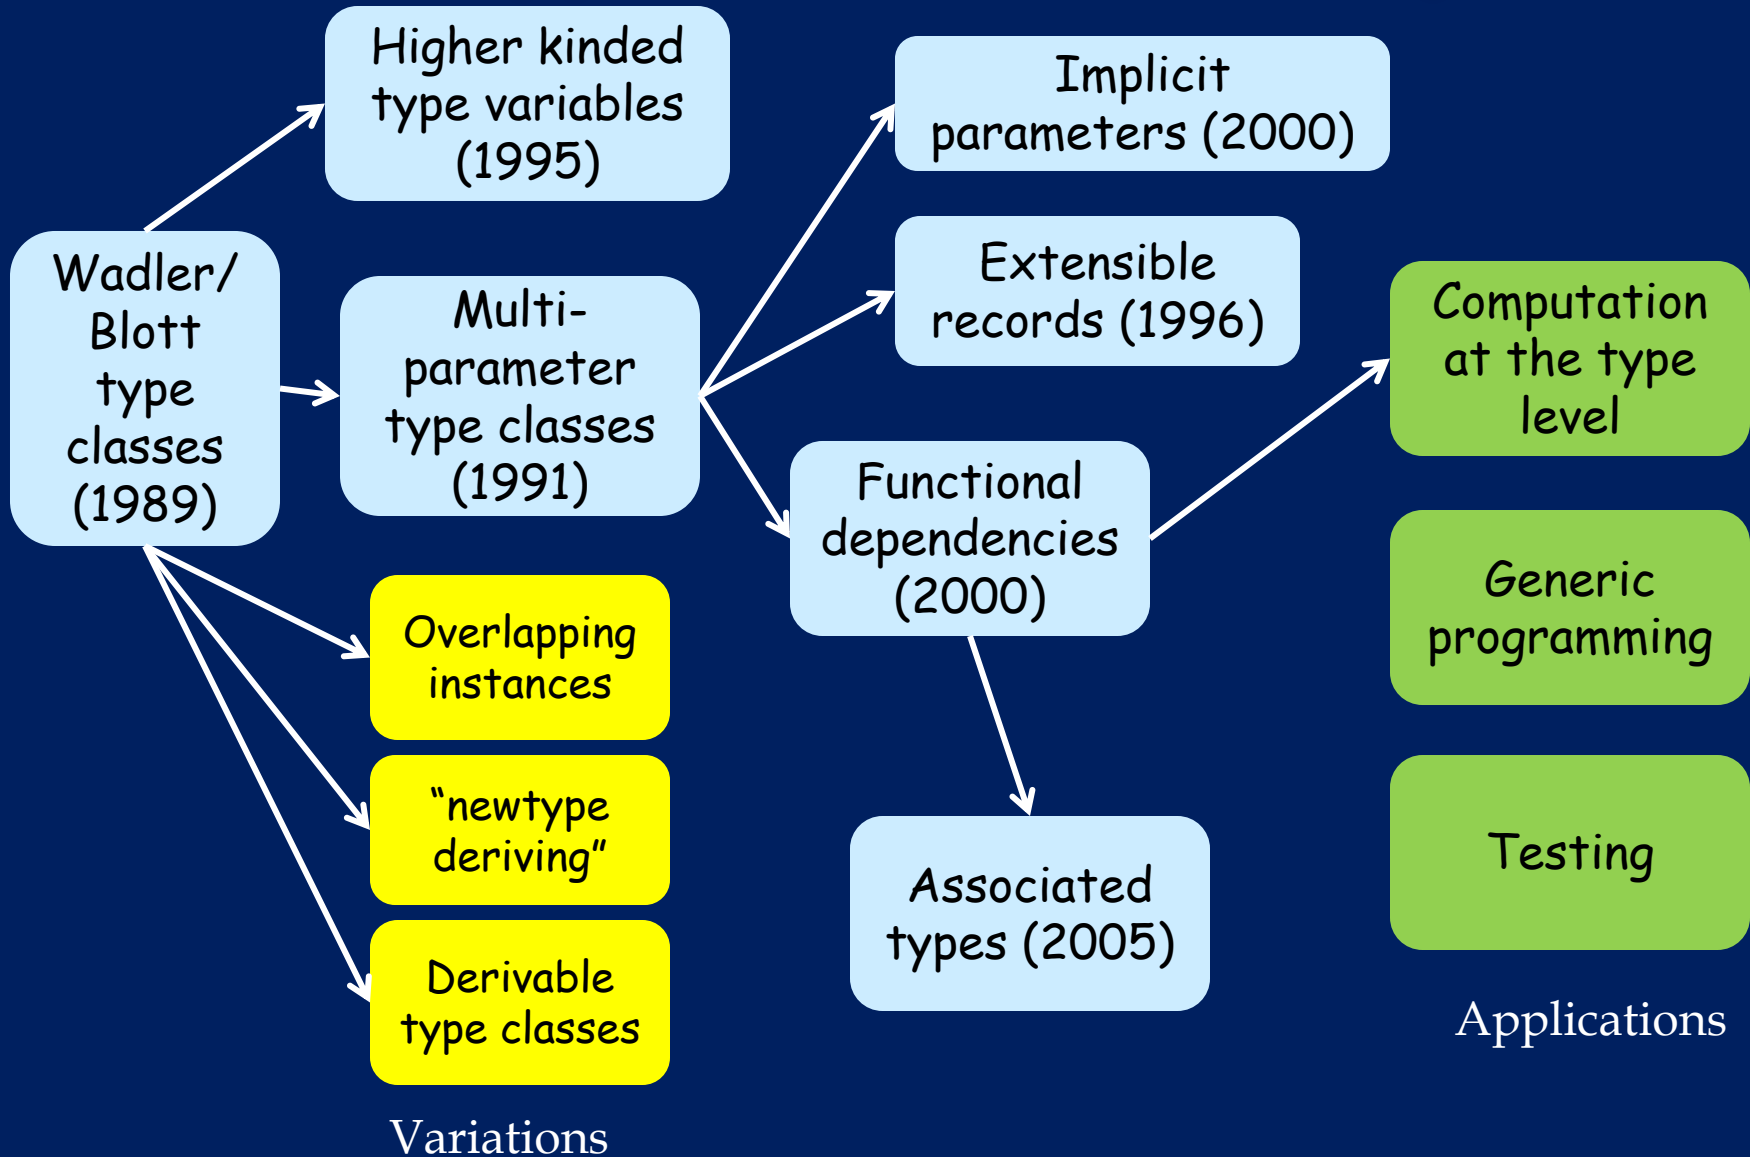 Higher kinded
type variables
(1995)
Implicit
parameters (2000)
Wadler/
Blott
type
classes
(1989)
Multi-
parameter
type classes
(1991)
Extensible
records (1996)
Computation
at the type
level
Functional
dependencies
(2000)
Generic
programming
Overlapping
instances
“newtype
deriving”
Testing
Associated
types (2005)
Derivable
type classes
Applications
Variations